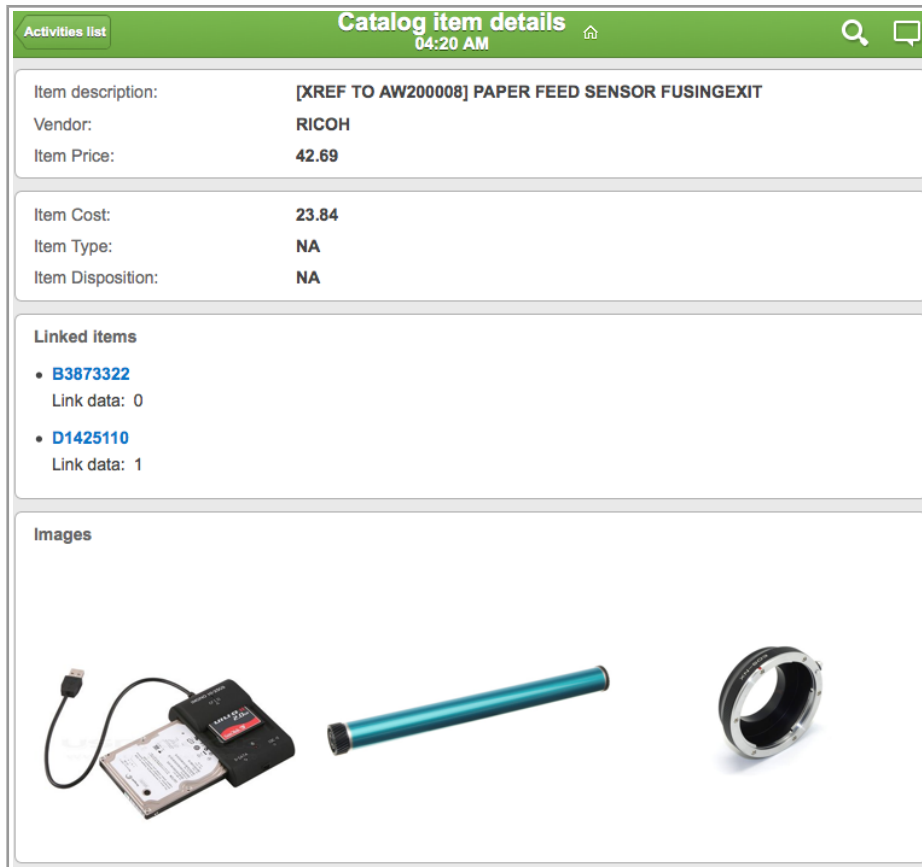 Activities list
Catalog item details
04:20 AM
Item description: [XREF TO AW200008] PAPER FEED SENSOR FUSINGEXIT
Vendor: RICOH
Item Price: 42.69
Item Cost: 23.84
Item Type: NA
Item Disposition: NA
Linked items
B3873322
Link data: 0
D1425110
Link data: 1
Images